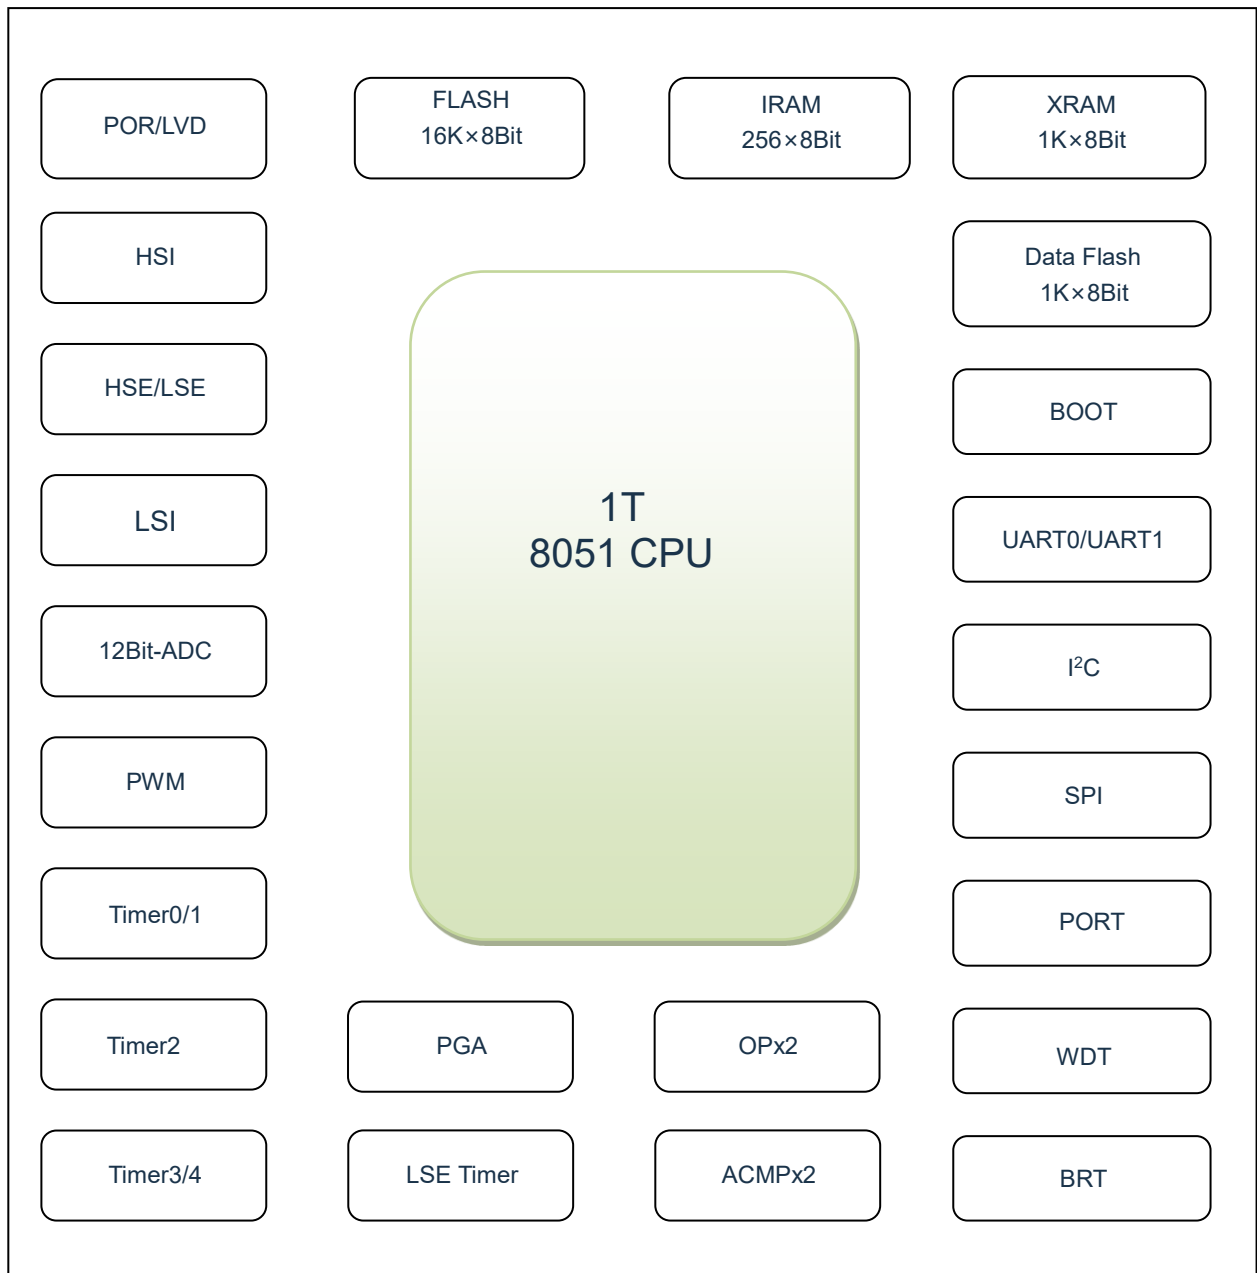 POR/LVD
FLASH
16K×8Bit
IRAM
256×8Bit
XRAM
1K×8Bit
HSI
Data Flash
1K×8Bit
HSE/LSE
BOOT
LSI
1T
8051 CPU
UART0/UART1
12Bit-ADC
I²C
PWM
SPI
Timer0/1
PORT
Timer2
PGA
OPx2
WDT
Timer3/4
LSE Timer
ACMPx2
BRT